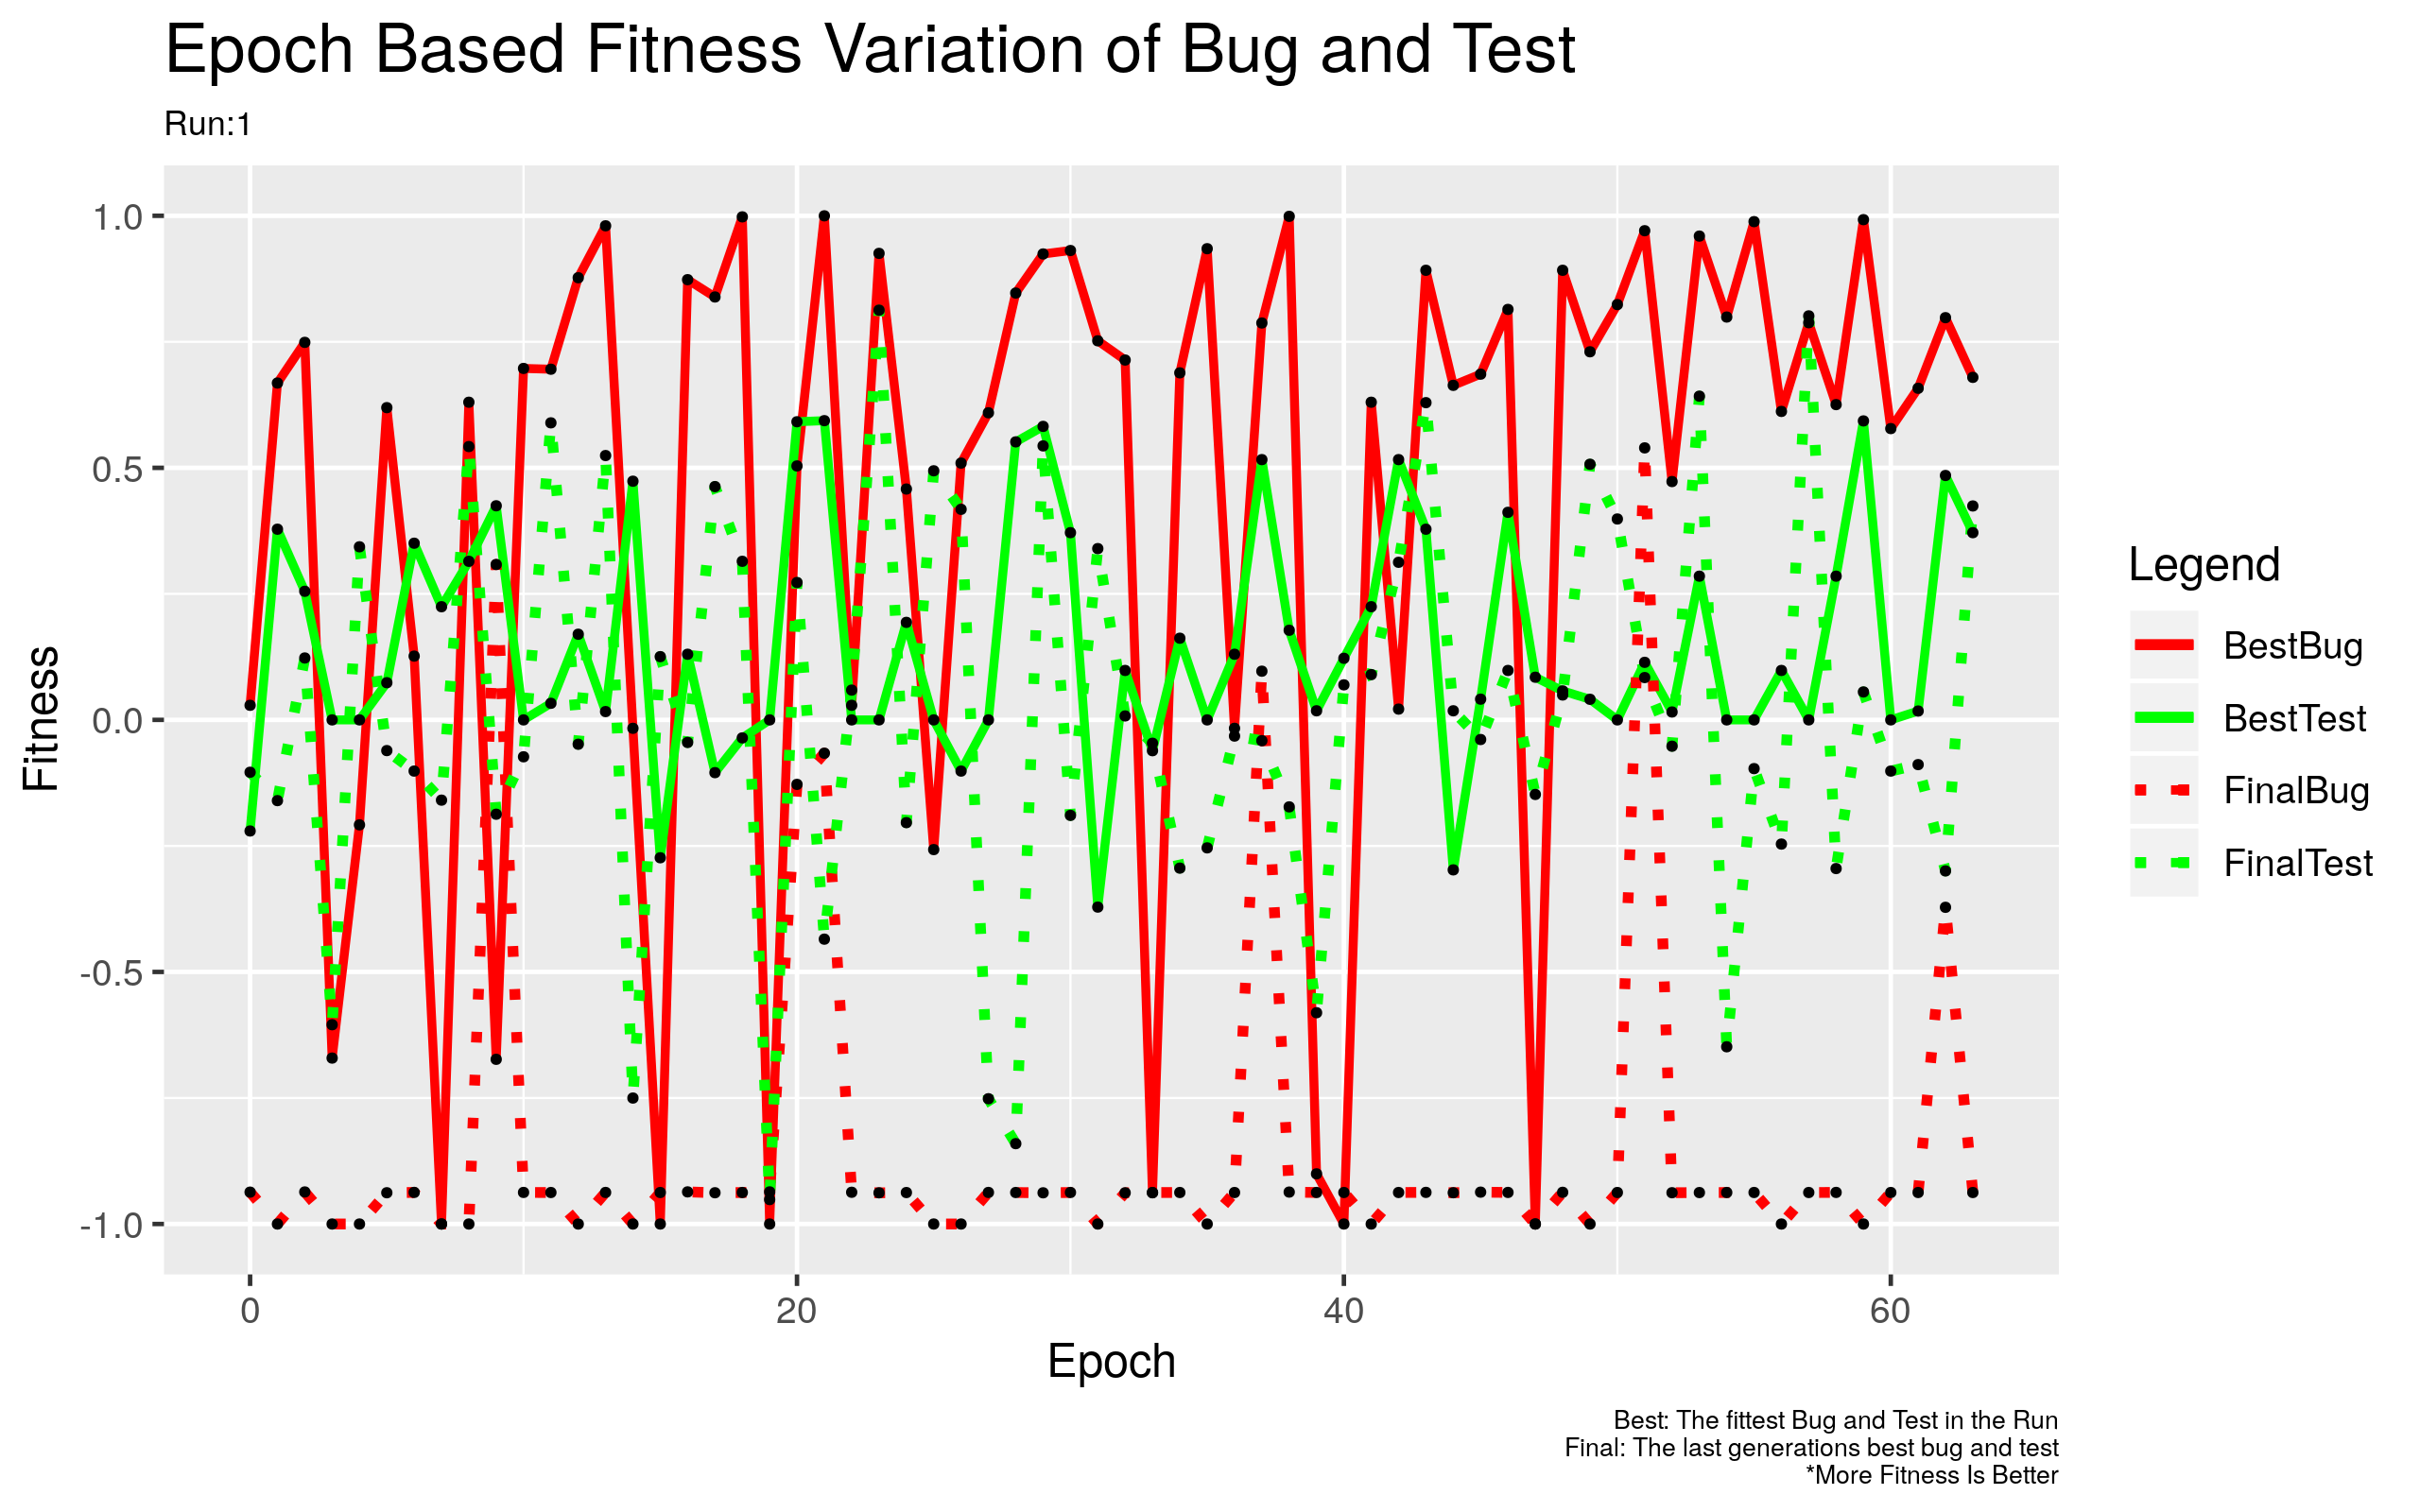 Epoch Based Fitness Variation of Bug and Test
Run:1
1.0
0.5
0.0
-0.5
-1.0
Fitness
0
20
40
60
Epoch
Legend
BestBug
BestTest
FinalBug
FinalTest
Best: The fittest Bug and Test in the Run
Final: The last generations best bug and test
*More Fitness Is Better